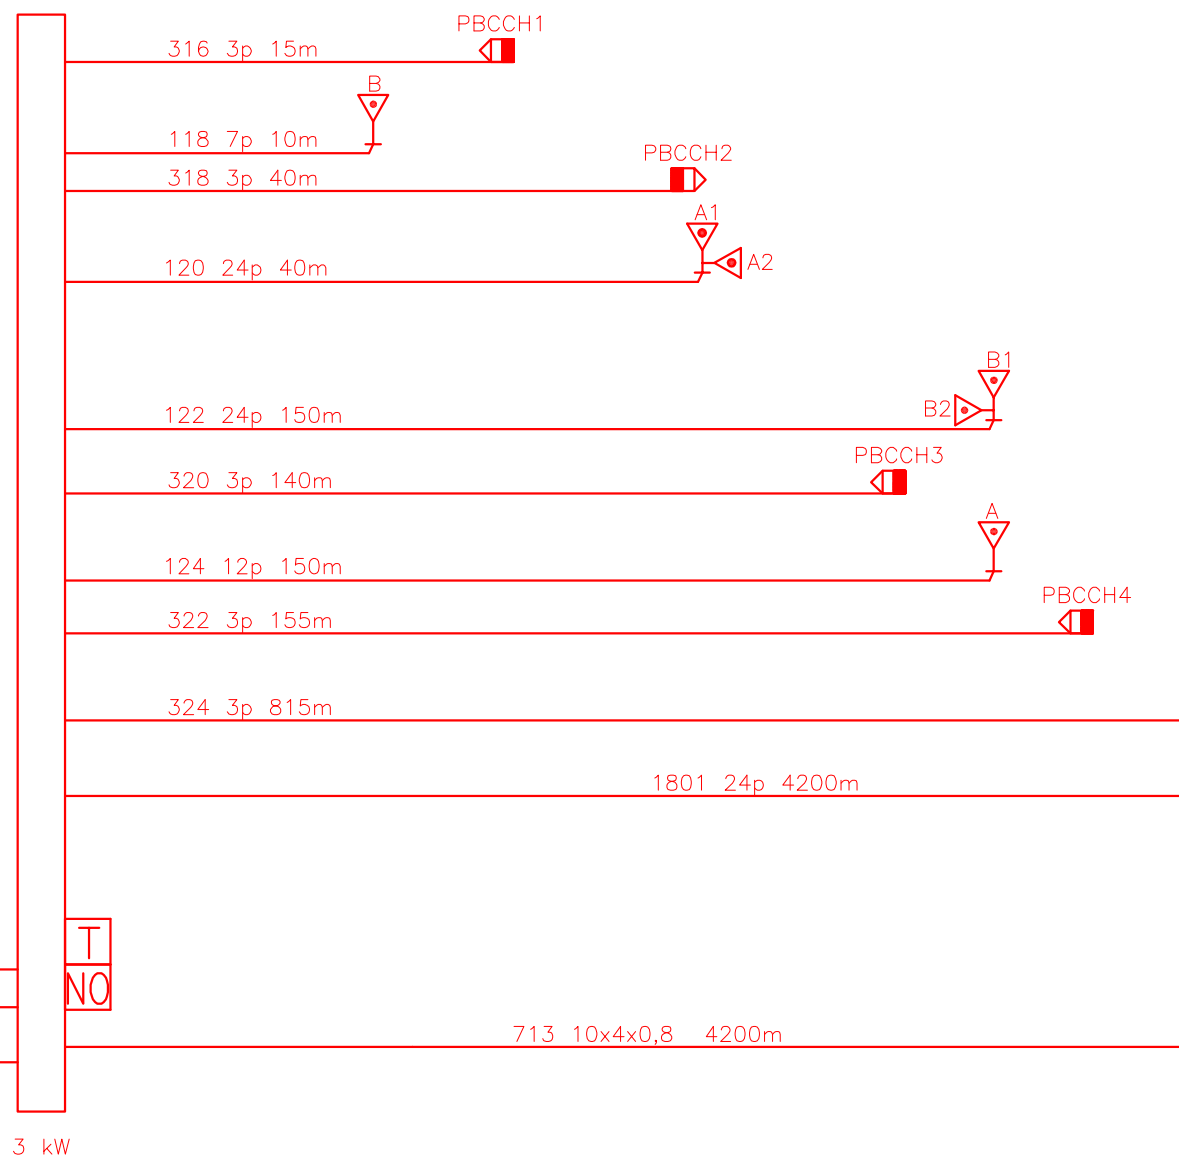 PBCCH1
316 3p 15m
B
118 7p 10m
PBCCH2
318 3p 40m
A1
A2
120 24p 40m
B1
B2
122 24p 150m
PBCCH3
320 3p 140m
A
124 12p 150m
PBCCH4
322 3p 155m
324 3p 815m
1801 24p 4200m
T
NO
713 10x4x0,8 4200m
3 kW